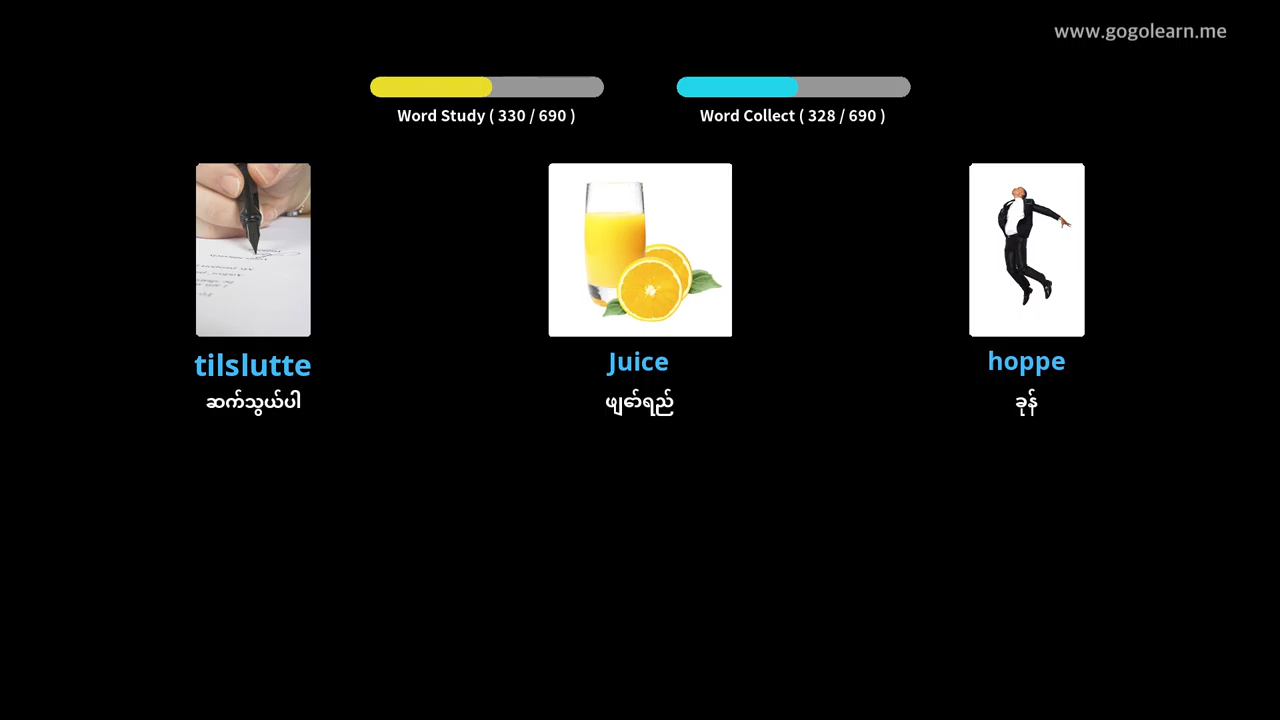 www.gogolearn.me
Word Study ( 330 / 690 )
Word Collect ( 328 / 690 )
tilslutte
Juice
hoppe
ဆက်သွယ်ပါ
ဖျော်ရည်
ခုန်